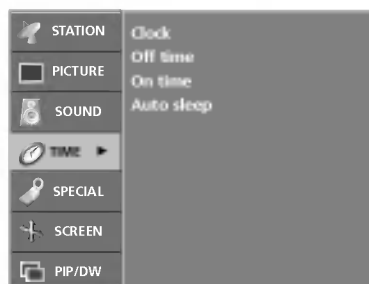 STATION
PICTURE
SOUND
TIME
SPECIAL
SCREEN
PIP/DW
Clock
Off time
On time
Auto sleep